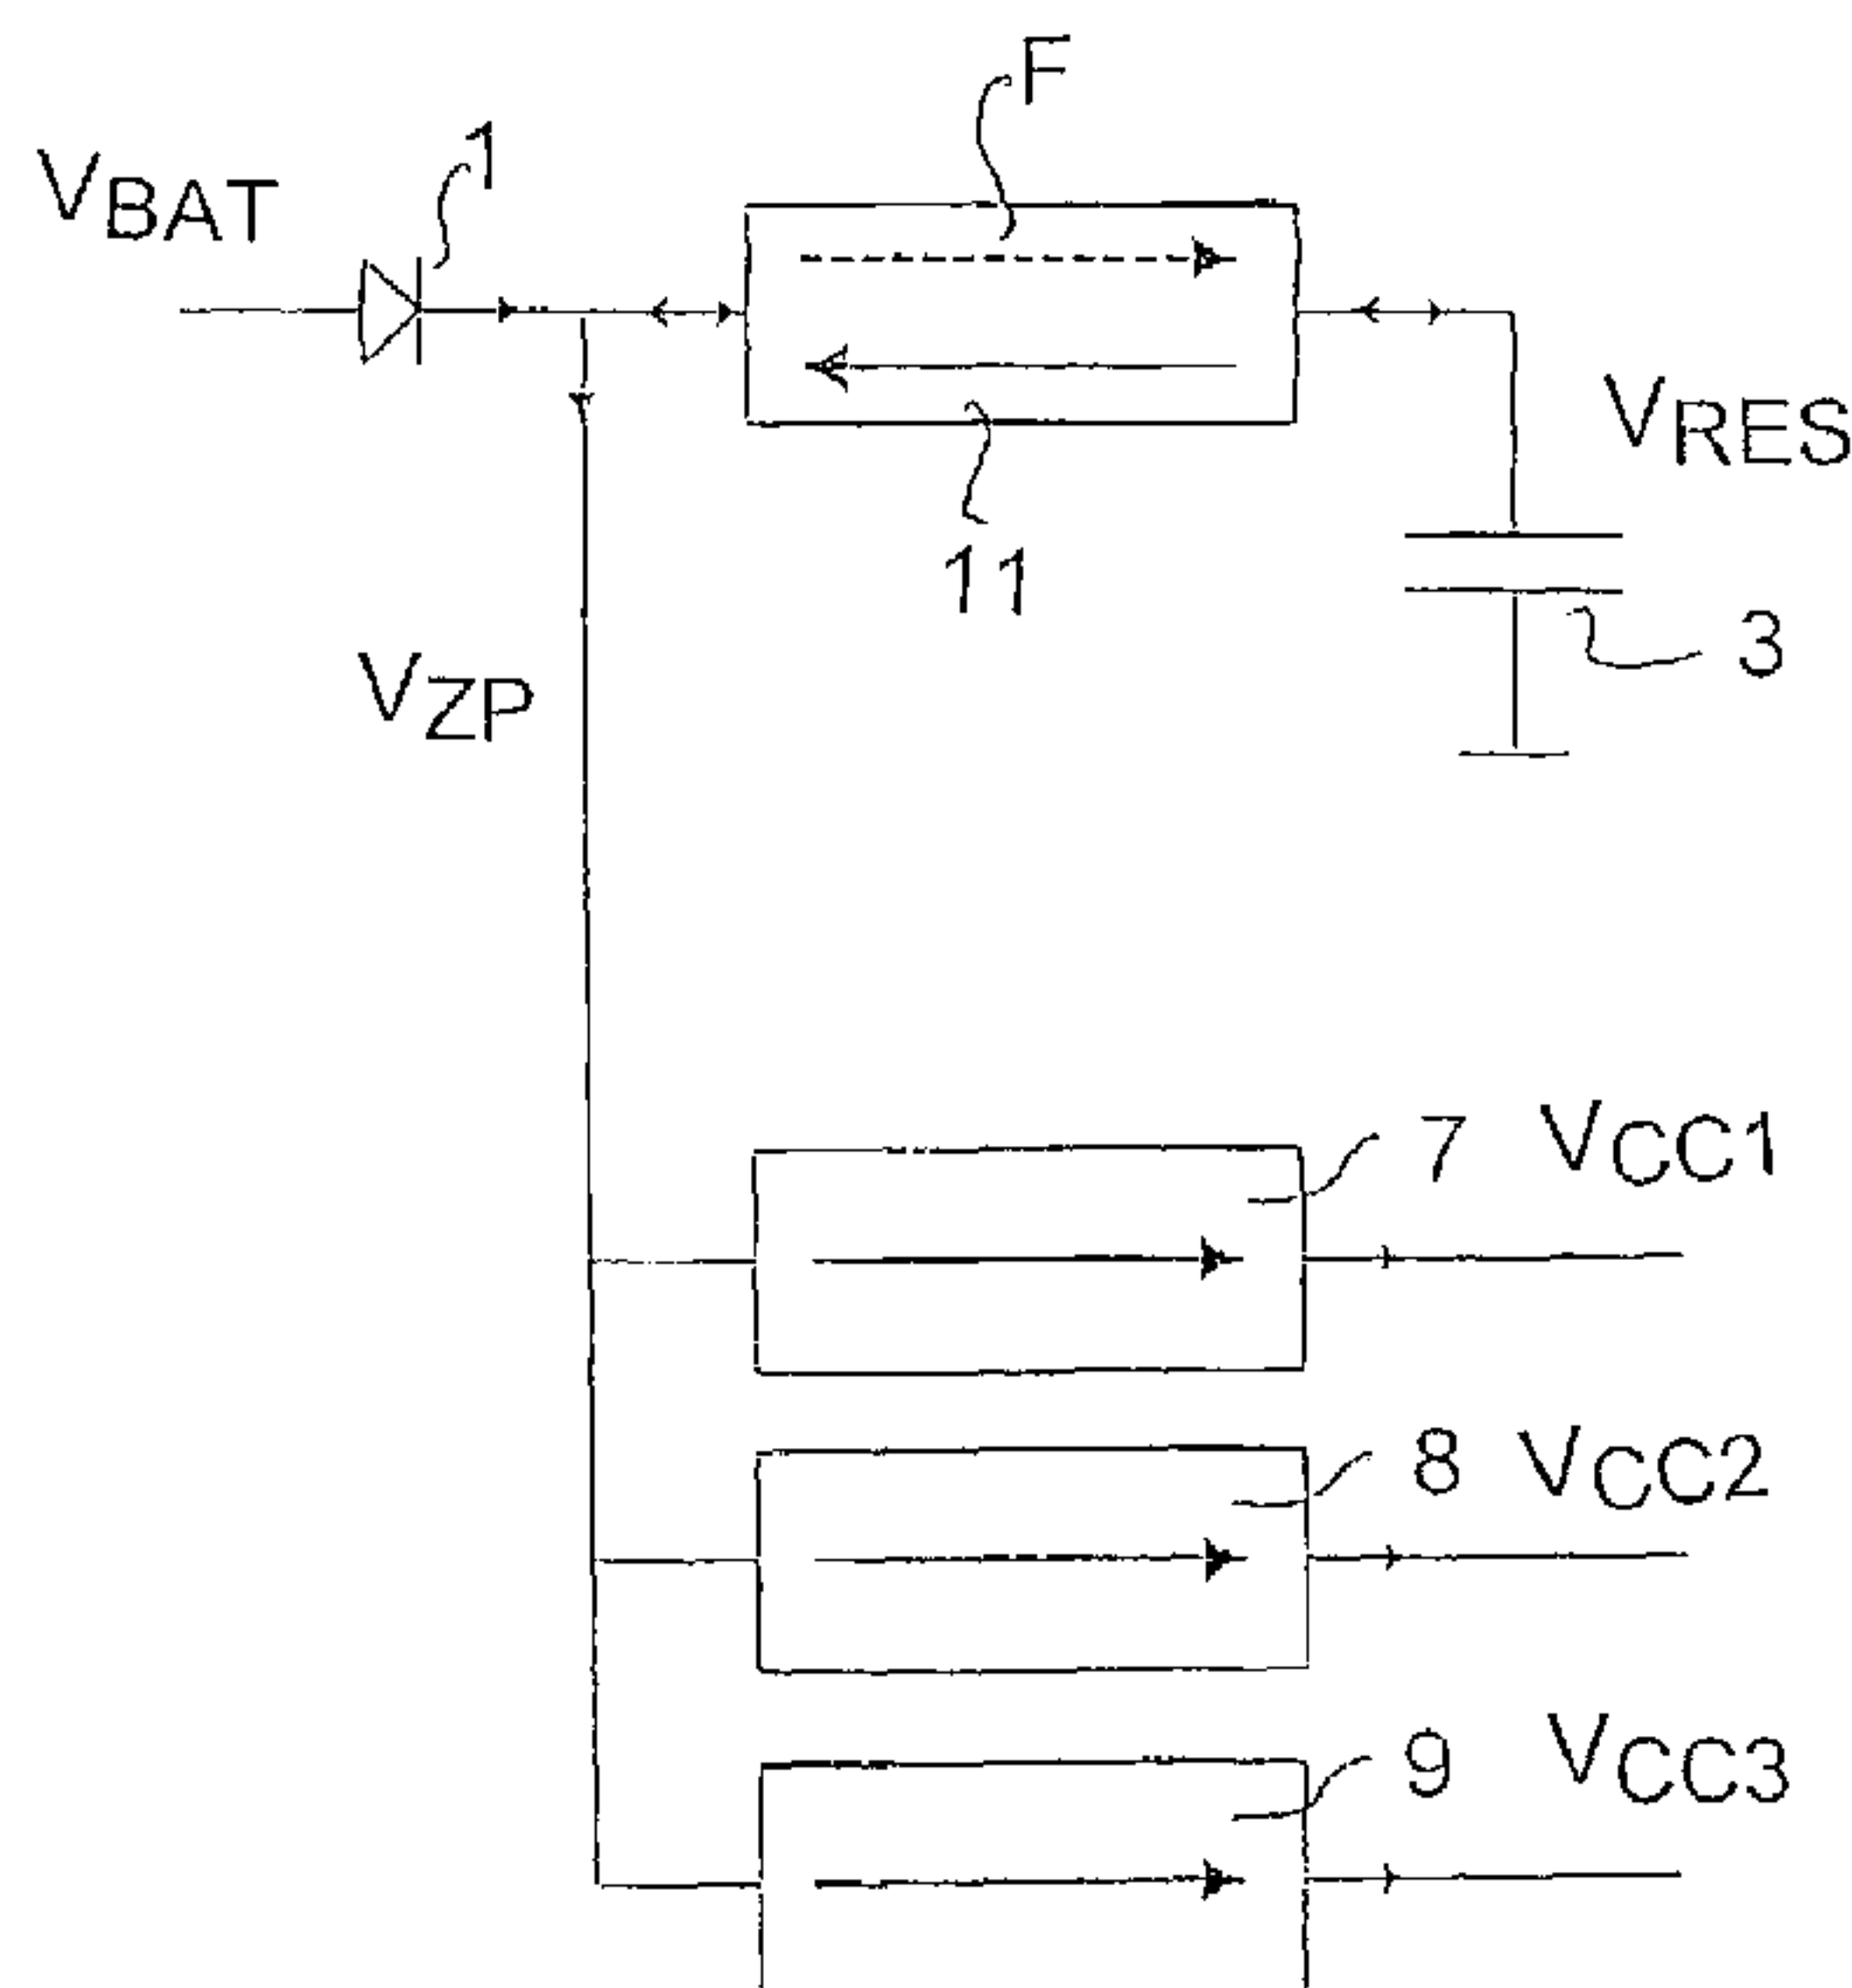 F
1
VBAT
11
VRES
3
VZP
7 VCC1
8 VCC2
9 VCC3